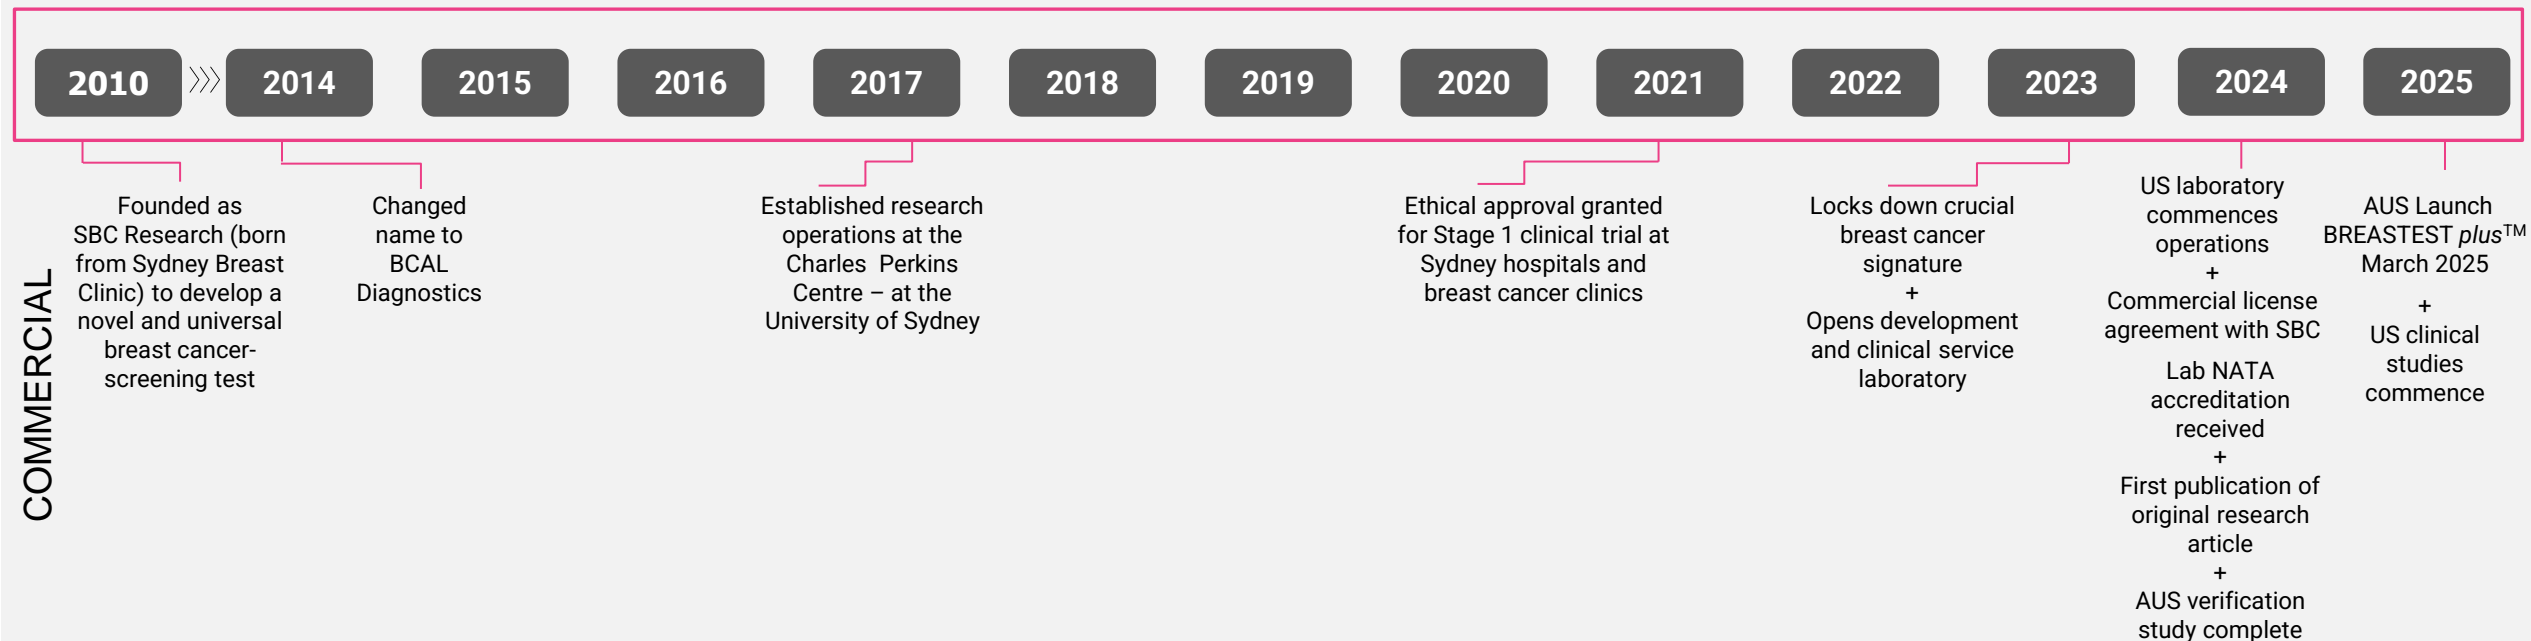 2010
2014
2015
2016
2017
2018
2019
2020
2021
2022
2023
2024
2025
COMMERCIAL
Founded as
SBC Research (born
from Sydney Breast
Clinic) to develop a
novel and universal
breast cancer-
screening test
Changed
name to
BCAL
Diagnostics
Established research
operations at the
Charles  Perkins
Centre – at the
University of Sydney
Ethical approval granted
for Stage 1 clinical trial at
Sydney hospitals and
breast cancer clinics
Locks down crucial
breast cancer
signature
+
Opens development
and clinical service
laboratory
US laboratory
commences
operations
+
Commercial license
agreement with SBC
Lab NATA
accreditation
received
+
First publication of
original research
article
+
AUS verification
study complete
AUS Launch
BREASTEST plus™
March 2025
+
US clinical
studies
commence